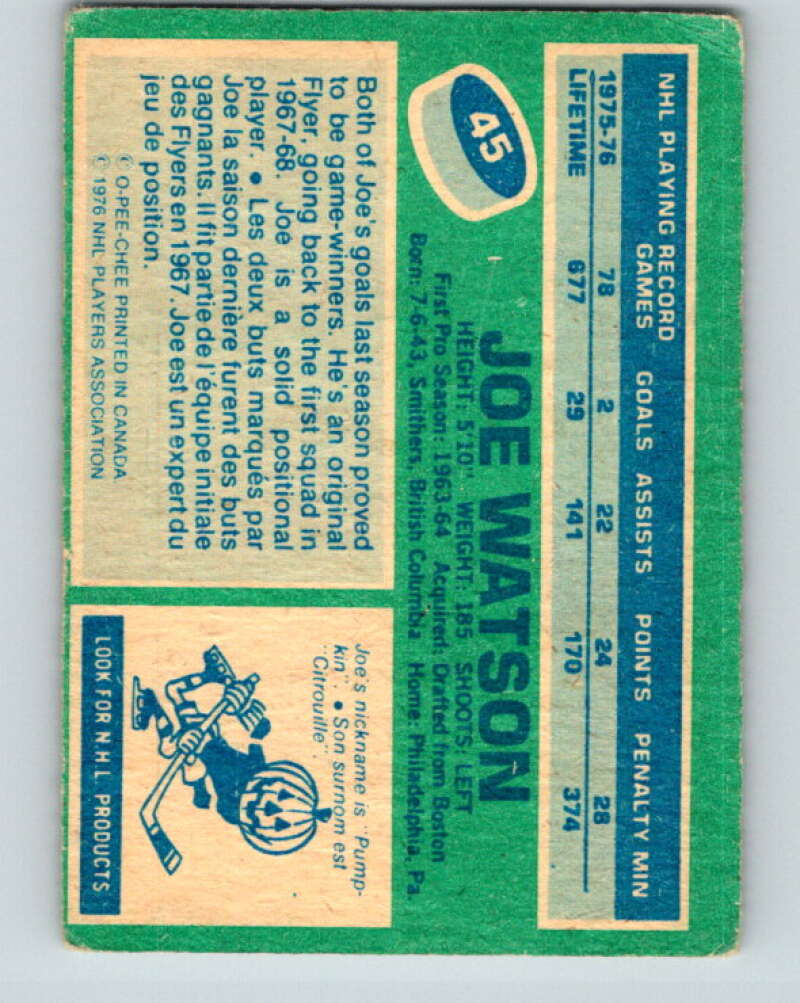 NHL PLAYING RECORD
GAMES GOALS ASSISTS POINTS PENALTY MIN
1975-76 78 2 22 24 28
LIFETIME 677 29 141 170 374
45
JOE WATSON
HEIGHT: 5'10" WEIGHT: 185 SHOOTS: LEFT
First Pro Season: 1963-64 Acquired: Drafted from Boston
Born: 7-6-43, Smithers, British Columbia Home: Philadelphia, Pa.
Both of Joe's goals last season proved
to be game-winners. He's an original
Flyer, going back to the first squad in
1967-68. Joe is a solid positional
player. • Les deux buts marqués par
Joe la saison dernière furent des buts
gagnants. Il fit partie de l'équipe initiale
des Flyers en 1967. Joe est un expert du
jeu de position.
© O-PEE-CHEE PRINTED IN CANADA
© 1976 NHL PLAYERS ASSOCIATION
Joe's nickname is "Pump-
kin". • Son surnom est
"Citrouille".
LOOK FOR N.H.L. PRODUCTS